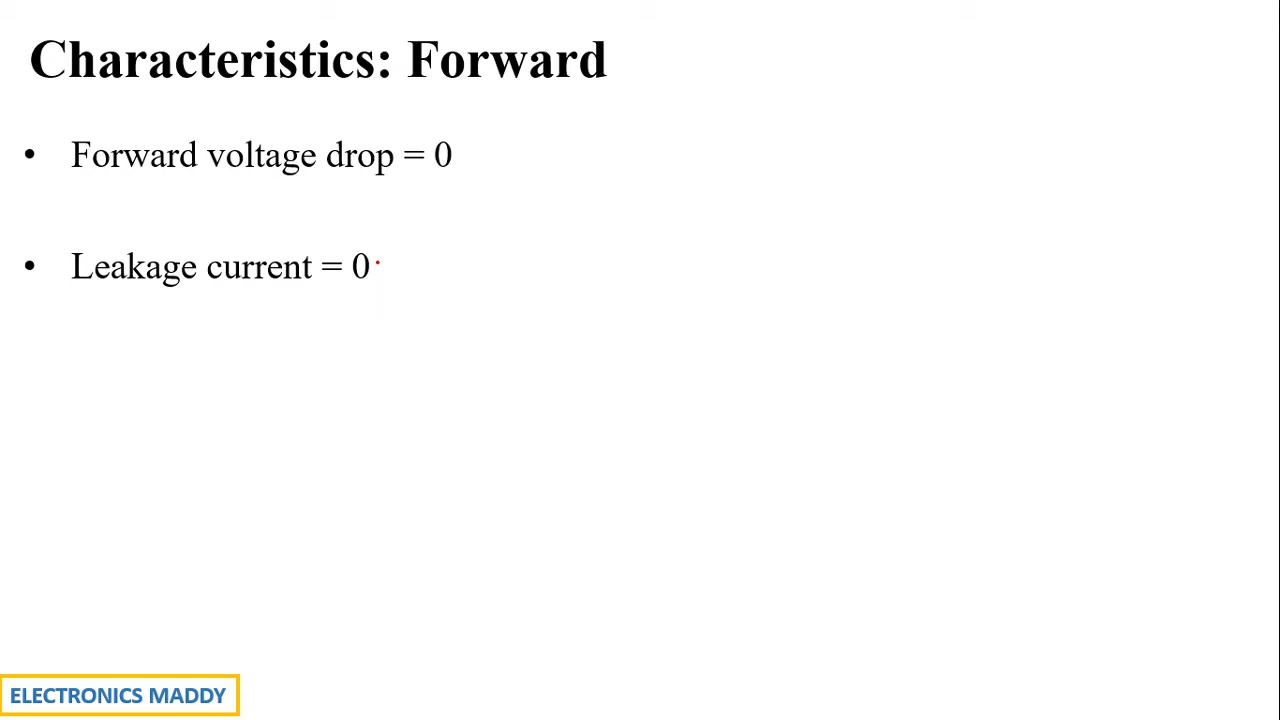 Characteristics: Forward
• Forward voltage drop = 0
• Leakage current = 0
ELECTRONICS MADDY